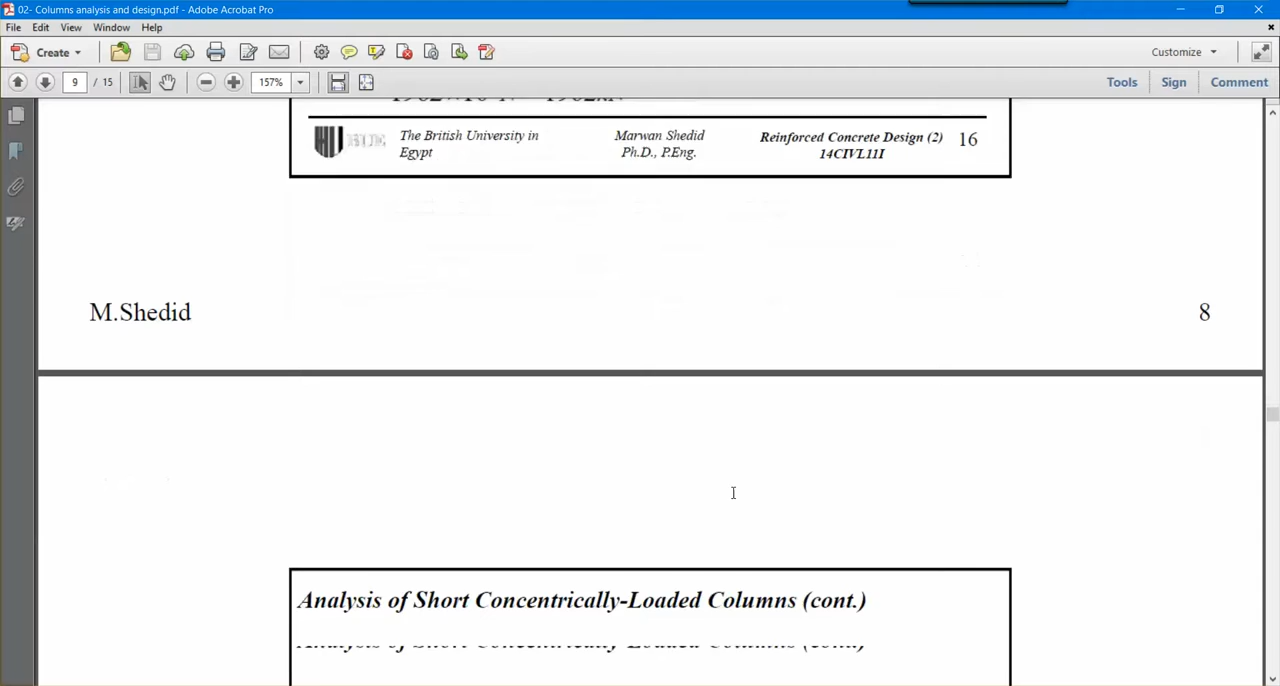 02- Columns analysis and design.pdf - Adobe Acrobat Pro
File Edit View Window Help
Create Customize
9 / 15 157% Tools Sign Comment
The British University in
Egypt
Marwan Shedid
Ph.D., P.Eng.
Reinforced Concrete Design (2)
14CIVL11I
16
M.Shedid 8
Analysis of Short Concentrically-Loaded Columns (cont.)